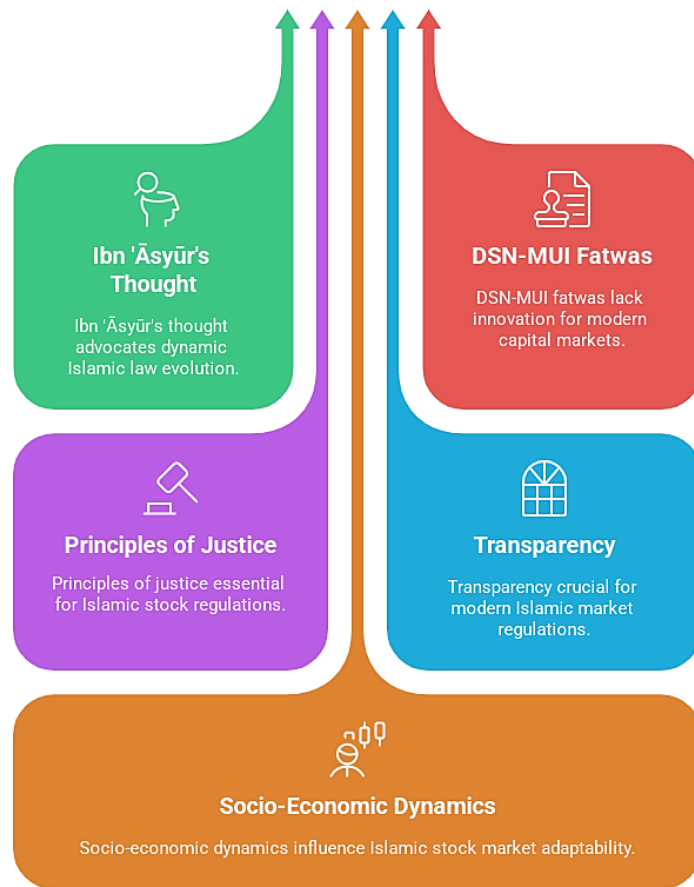 Ibn 'Āsyūr's
Thought
Ibn 'Āsyūr's thought
advocates dynamic
Islamic law evolution.
DSN-MUI Fatwas
DSN-MUI fatwas lack
innovation for modern
capital markets.
Principles of Justice
Principles of justice essential
for Islamic stock regulations.
Transparency
Transparency crucial for
modern Islamic market
regulations.
Socio-Economic Dynamics
Socio-economic dynamics influence Islamic stock market adaptability.